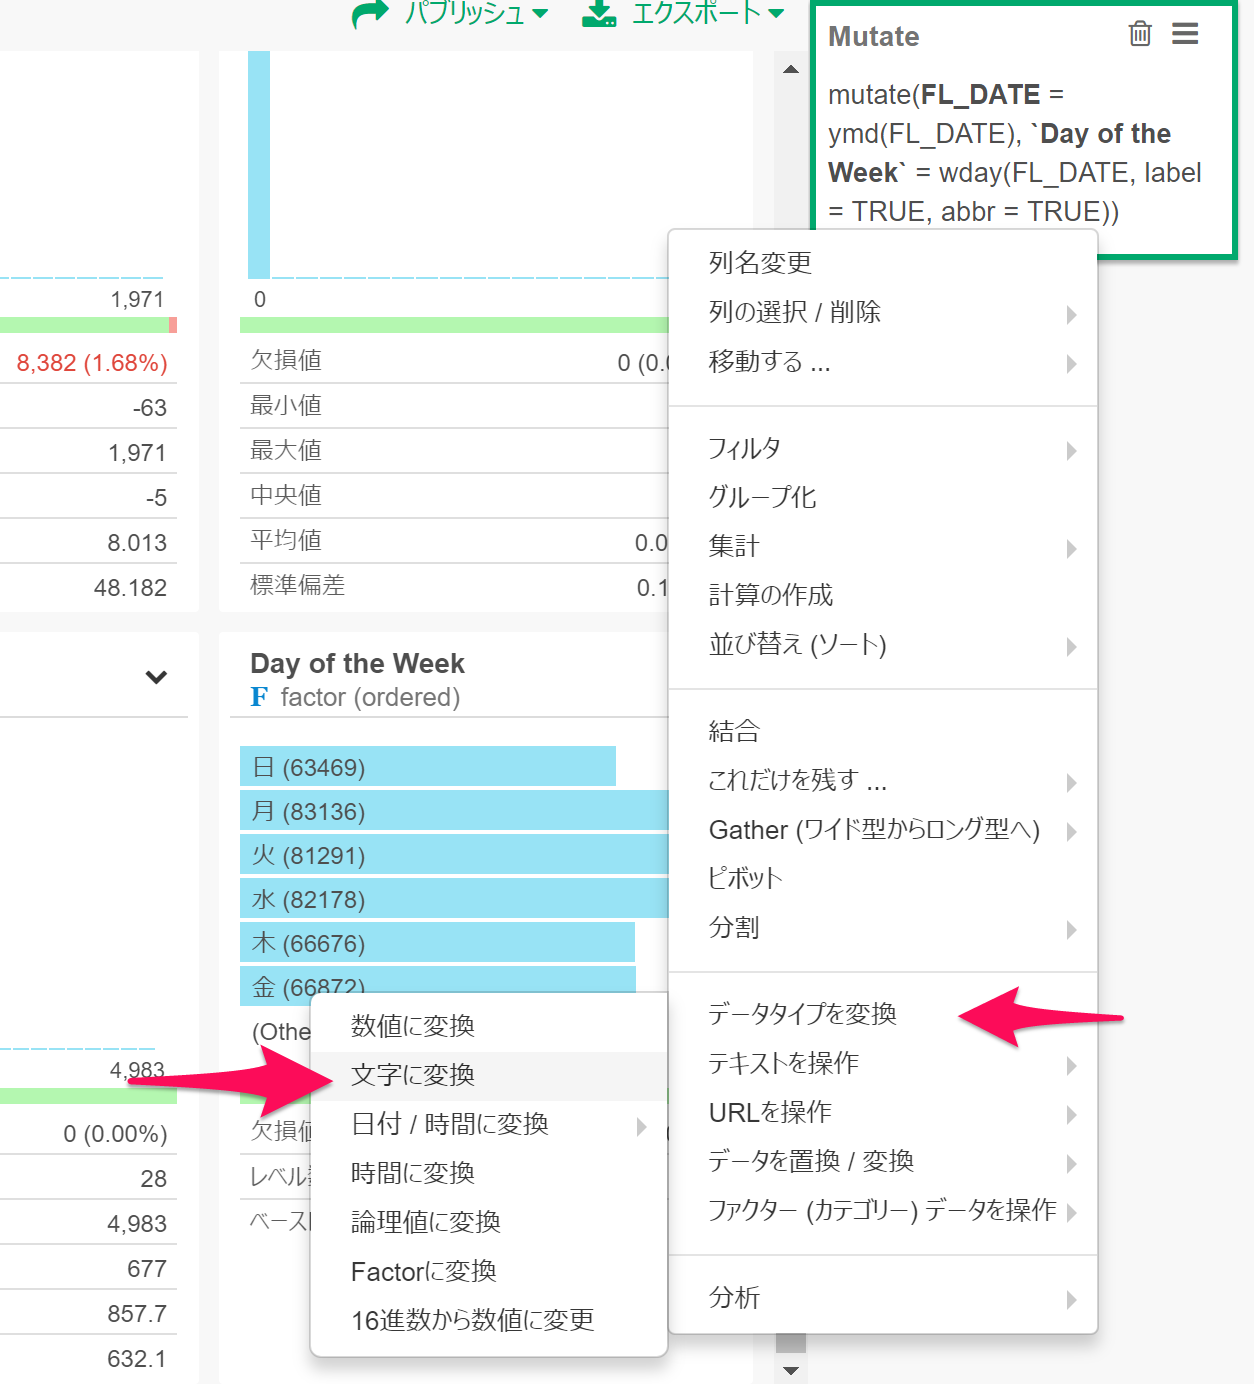 パブリッシュ
エクスポート
Mutate
mutate(FL_DATE =
ymd(FL_DATE), `Day of the
Week` = wday(FL_DATE, label
= TRUE, abbr = TRUE))
1,971
8,382 (1.68%)
-63
1,971
-5
8.013
48.182
0
欠損値
0 (0.0
最小値
最大値
中央値
平均値
0.0
標準偏差
0.1
列名変更
列の選択 / 削除
移動する ...
フィルタ
グループ化
集計
計算の作成
並び替え (ソート)
結合
これだけを残す ...
Gather (ワイド型からロング型へ)
ピボット
分割
データタイプを変換
テキストを操作
URLを操作
データを置換 / 変換
ファクター (カテゴリー) データを操作
分析
Day of the Week
F factor (ordered)
日 (63469)
月 (83136)
火 (81291)
水 (82178)
木 (66676)
金 (66872)
(Othe
欠損値
レベル
ベース
数値に変換
文字に変換
日付 / 時間に変換
時間に変換
論理値に変換
Factorに変換
16進数から数値に変更
4,983
0 (0.00%)
28
4,983
677
857.7
632.1